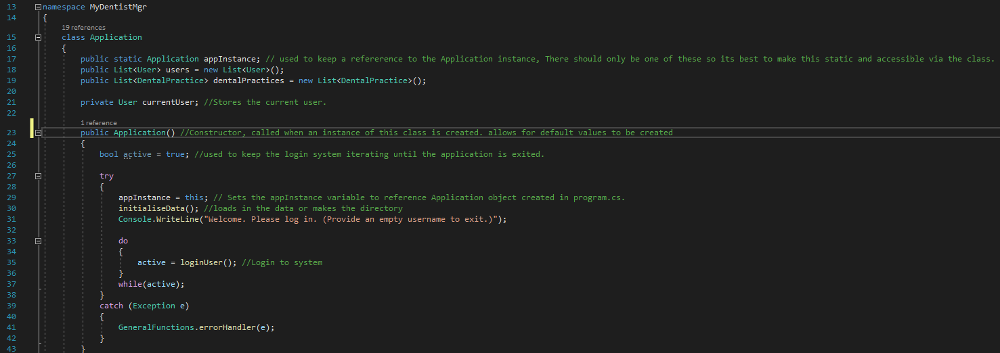 13 namespace MyDentistMgr
14 {
19 references
15 class Application
16 {
17 public static Application appInstance; // used to keep a refererence to the Application instance, There should only be one of these so its best to make this static and accessible via the class.
18 public List<User> users = new List<User>();
19 public List<DentalPractice> dentalPractices = new List<DentalPractice>();
20
21 private User currentUser; //Stores the current user.
22
1 reference
23 public Application() //Constructor, called when an instance of this class is created. allows for default values to be created
24 {
25 bool active = true; //used to keep the login system iterating until the application is exited.
26
27 try
28 {
29 appInstance = this; // Sets the appInstance variable to reference Application object created in program.cs.
30 initialiseData(); //loads in the data or makes the directory
31 Console.WriteLine("Welcome. Please log in. (Provide an empty username to exit.)");
32
33 do
34 {
35 active = loginUser(); //Login to system
36 }
37 while(active);
38 }
39 catch (Exception e)
40 {
41 GeneralFunctions.errorHandler(e);
42 }
43 }